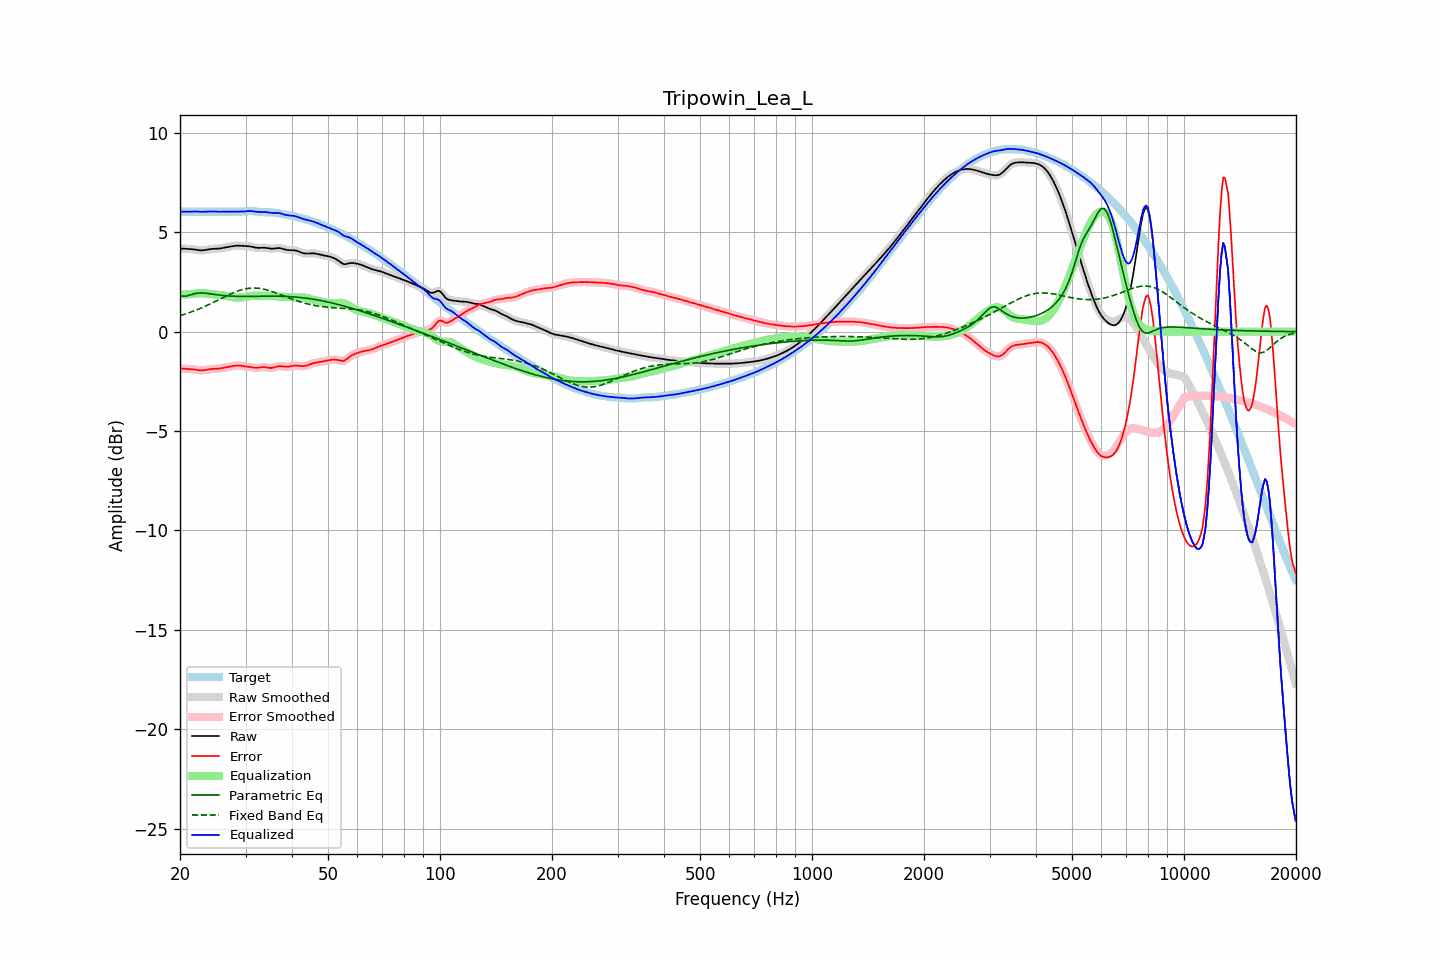 Tripowin_Lea_L
Amplitude (dBr)
10
5
0
−5
−10
−15
−20
−25
Target
Raw Smoothed
Error Smoothed
Raw
Error
Equalization
Parametric Eq
Fixed Band Eq
Equalized
20
50
100
200
500
1000
2000
5000
10000
20000
Frequency (Hz)